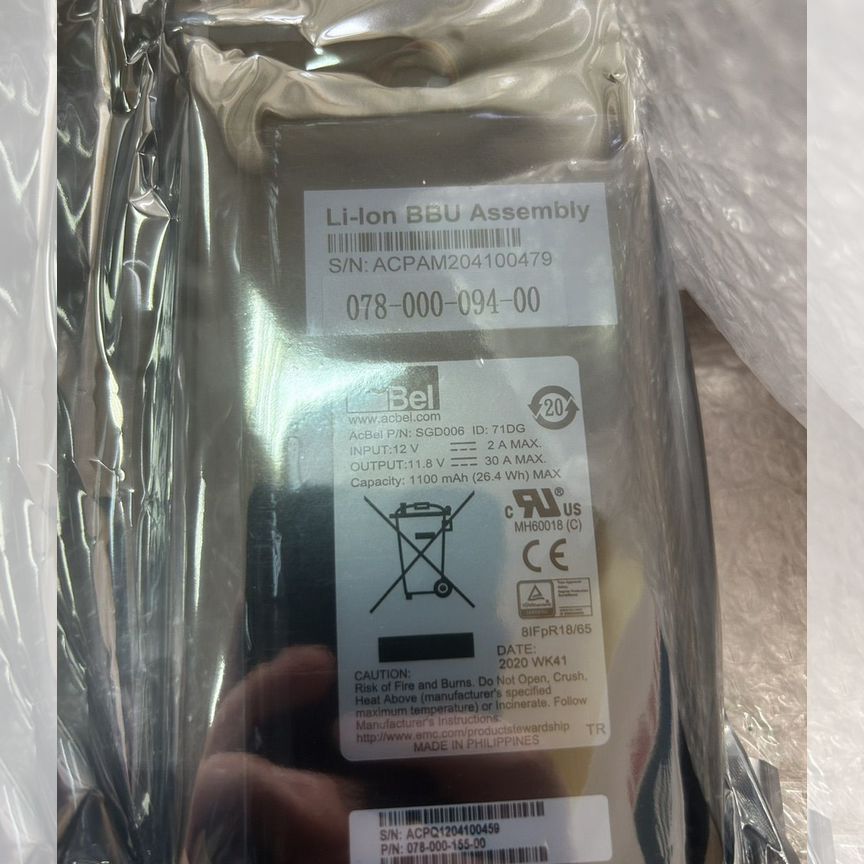 Li-Ion BBU Assembly
S/N: ACPAM204100479
078-000-094-00
Bel
www.acbel.com
20
AcBel P/N: SGD006 ID: 71DG
INPUT:12 V 2 A MAX.
OUTPUT:11.8 V 30 A MAX.
Capacity: 1100 mAh (26.4 Wh) MAX
c RU ® US
MH60018 (C)
CE
8IFpR18/65
DATE:
2020 WK41
CAUTION:
Risk of Fire and Burns. Do Not Open, Crush,
Heat Above (manufacturer's specified
maximum temperature) or Incinerate. Follow
Manufacturer's Instructions.
http://www.emc.com/productstewardship
TR
MADE IN PHILIPPINES
S/N: ACPQ1204100459
P/N: 078-000-155-00